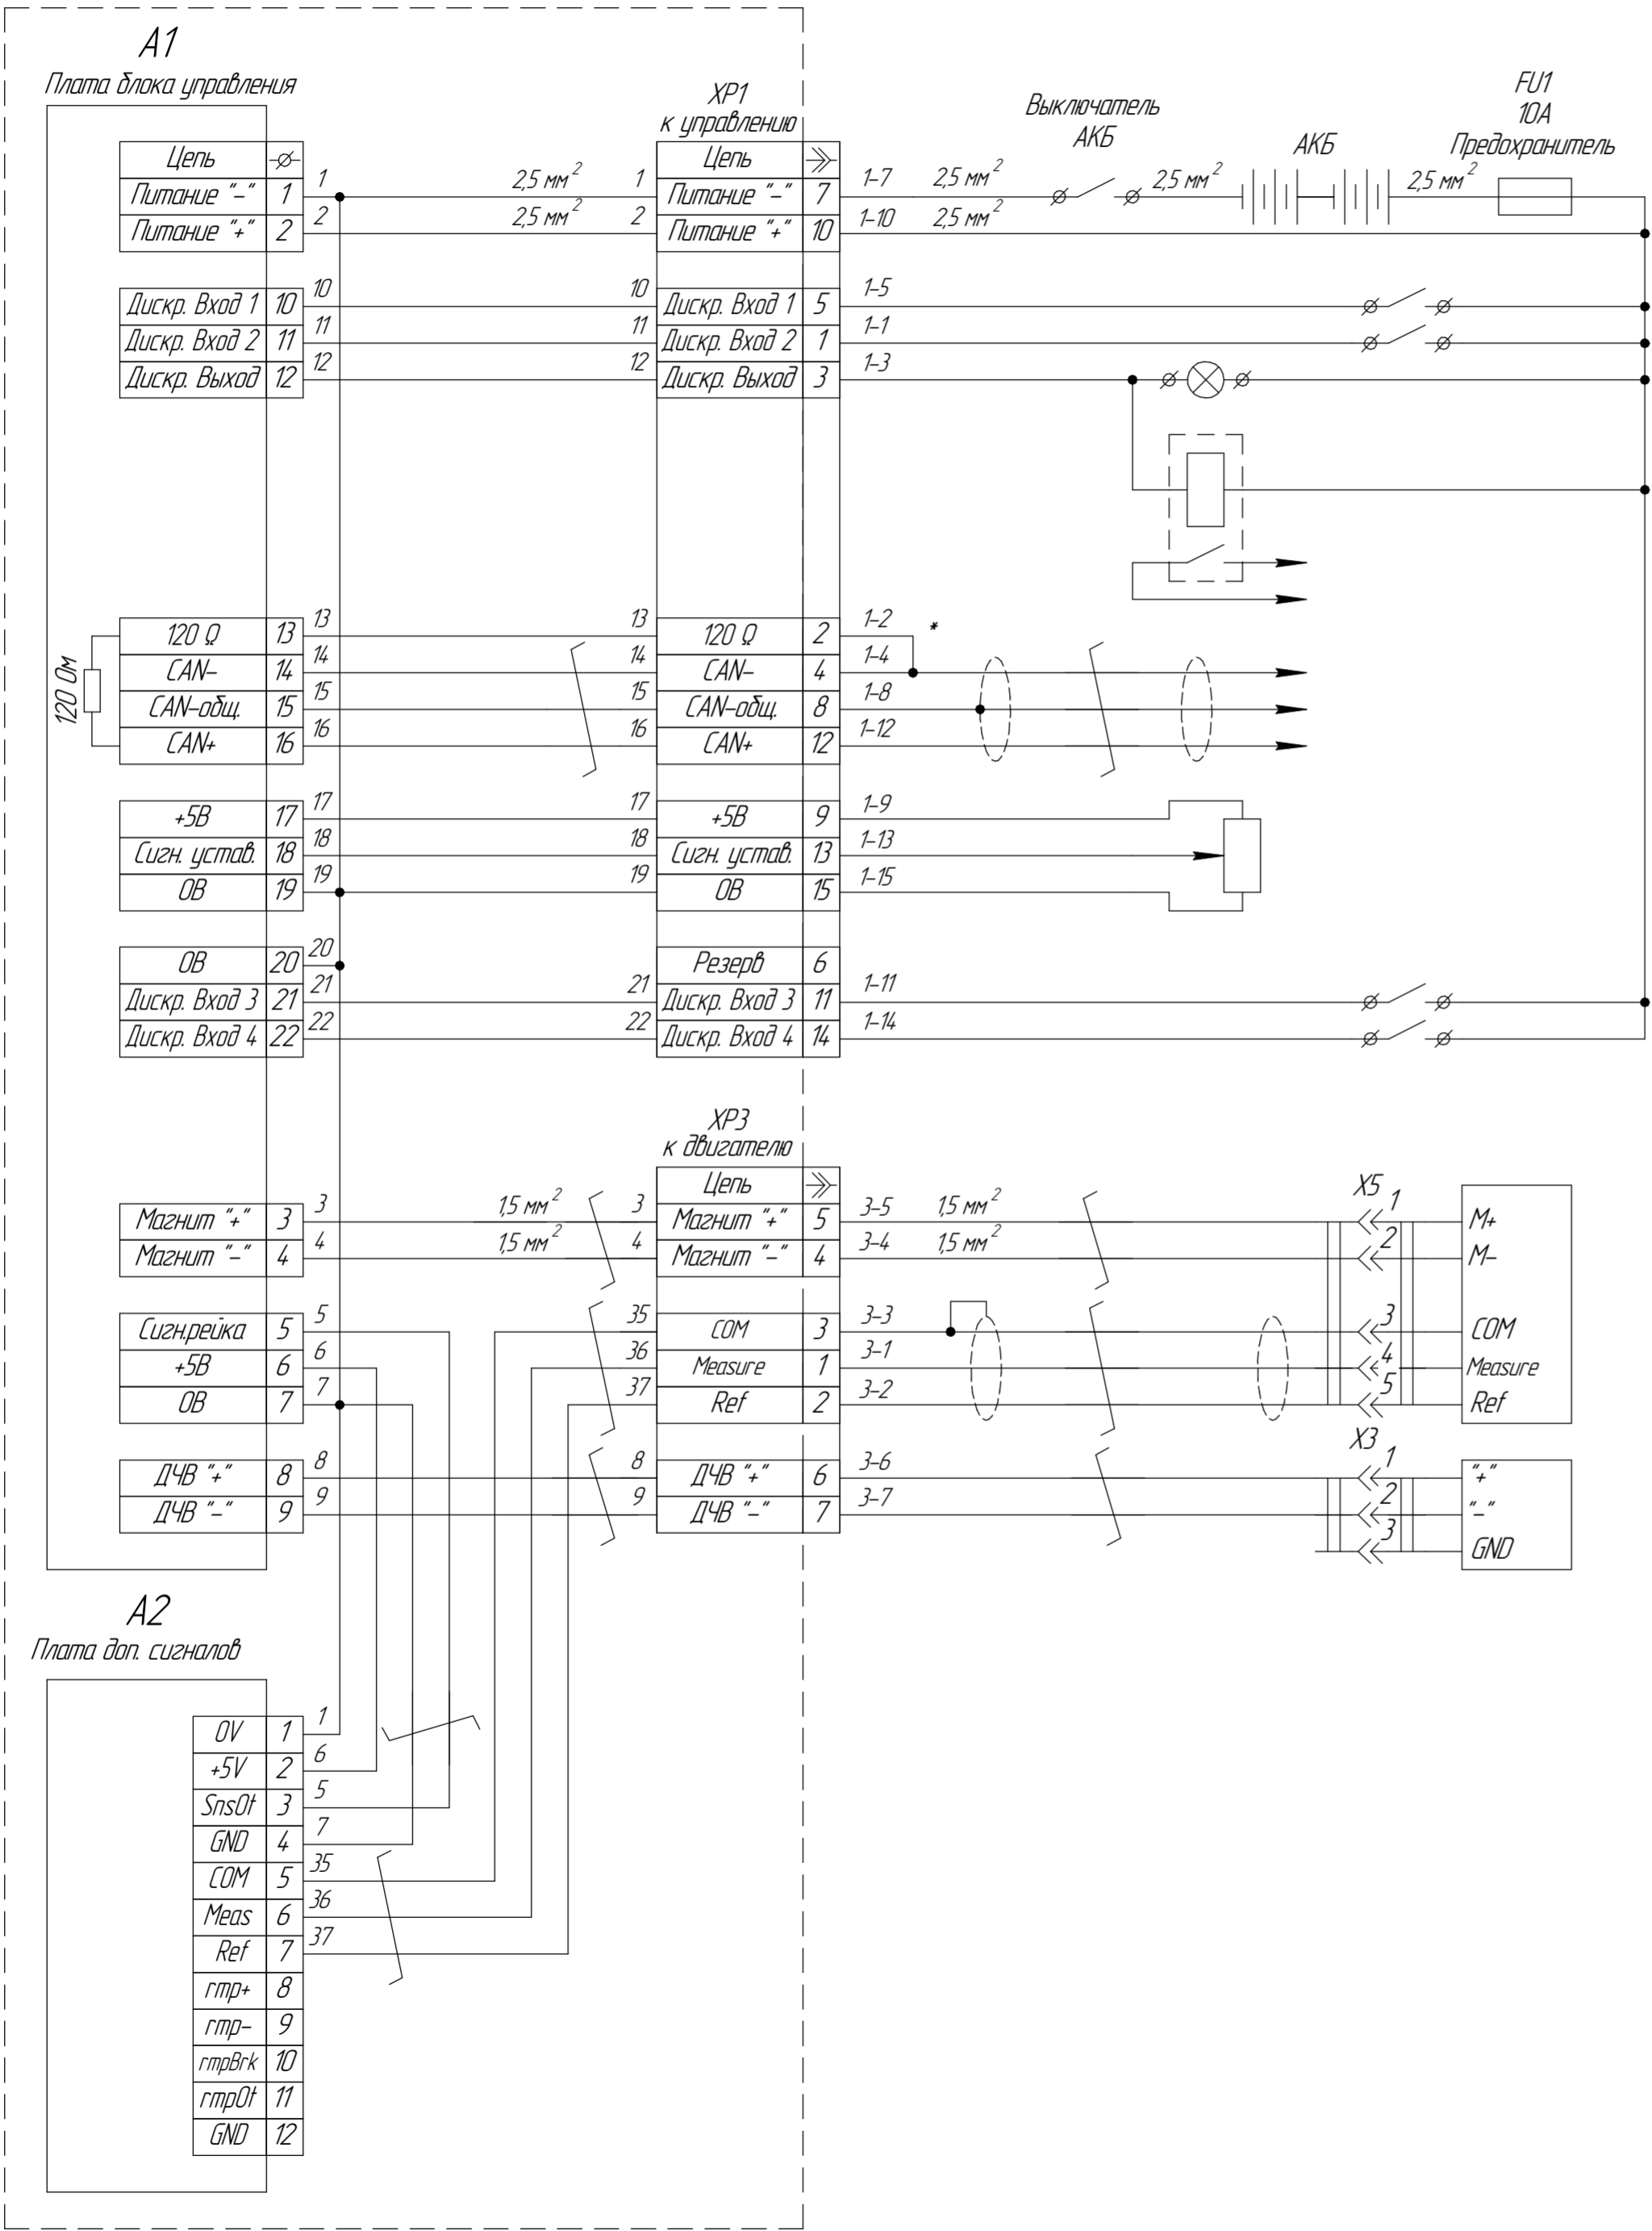 А1
Плата блока управления
XP1
к управлению
Выключатель
АКБ
АКБ
FU1
10А
Предохранитель
Цепь
Цепь
Питание "-" 1 1 2,5 мм² 1 Питание "-" 7 1-7 2,5 мм² 2,5 мм² 2,5 мм²
Питание "+" 2 2 2,5 мм² 2 Питание "+" 10 1-10 2,5 мм²
Дискр. Вход 1 10 10 10 Дискр. Вход 1 5 1-5
Дискр. Вход 2 11 11 11 Дискр. Вход 2 1 1-1
Дискр. Выход 12 12 12 Дискр. Выход 3 1-3
120 Ом
120 Ω 13 13 13 120 Ω 2 1-2 *
CAN- 14 14 14 CAN- 4 1-4
CAN-общ. 15 15 15 CAN-общ. 8 1-8
CAN+ 16 16 16 CAN+ 12 1-12
+5В 17 17 17 +5В 9 1-9
Сигн. устав. 18 18 18 Сигн. устав. 13 1-13
0В 19 19 19 0В 15 1-15
0В 20 20 Резерв 6
Дискр. Вход 3 21 21 21 Дискр. Вход 3 11 1-11
Дискр. Вход 4 22 22 22 Дискр. Вход 4 14 1-14
XP3
к двигателю
Цепь
X5
Магнит "+" 3 3 1,5 мм² 3 Магнит "+" 5 3-5 1,5 мм² 1 М+
Магнит "-" 4 4 1,5 мм² 4 Магнит "-" 4 3-4 1,5 мм² 2 М-
Сигн.рейка 5 5 35 COM 3 3-3 3 COM
+5В 6 6 36 Measure 1 3-1 4 Measure
0В 7 7 37 Ref 2 3-2 5 Ref
X3
ДЧВ "+" 8 8 8 ДЧВ "+" 6 3-6 1 "+"
ДЧВ "-" 9 9 9 ДЧВ "-" 7 3-7 2 "-"
3 GND
А2
Плата доп. сигналов
0V 1 1
+5V 2 6
SnsOt 3 5
GND 4 7
COM 5 35
Meas 6 36
Ref 7 37
rmp+ 8
rmp- 9
rmpBrk 10
rmpOt 11
GND 12